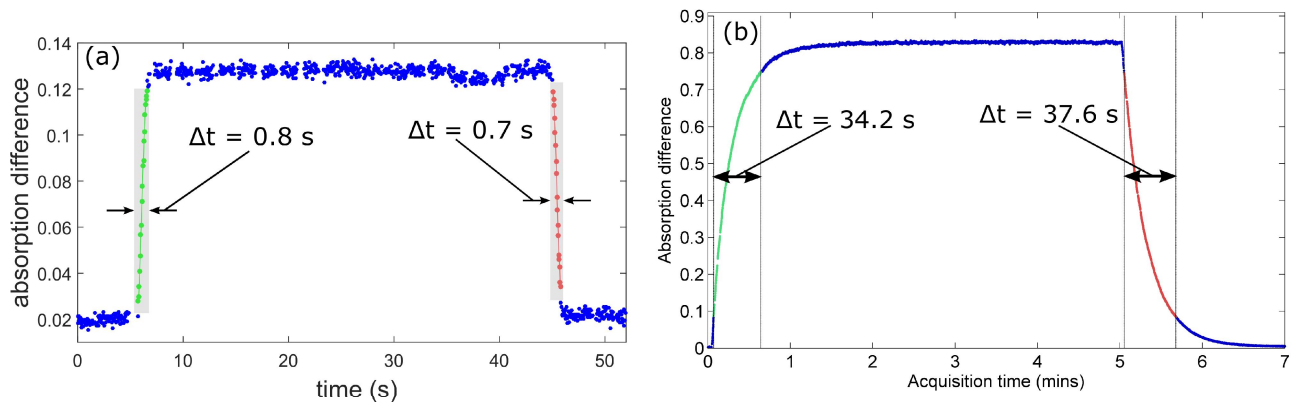 (a)
absorption difference
0.14
0.12
0.1
0.08
0.06
0.04
0.02
Δt = 0.8 s
Δt = 0.7 s
0 10 20 30 40 50
time (s)
(b)
Absorption difference
0.9
0.8
0.7
0.6
0.5
0.4
0.3
0.2
0.1
0
Δt = 34.2 s
Δt = 37.6 s
0 1 2 3 4 5 6 7
Acquisition time (mins)